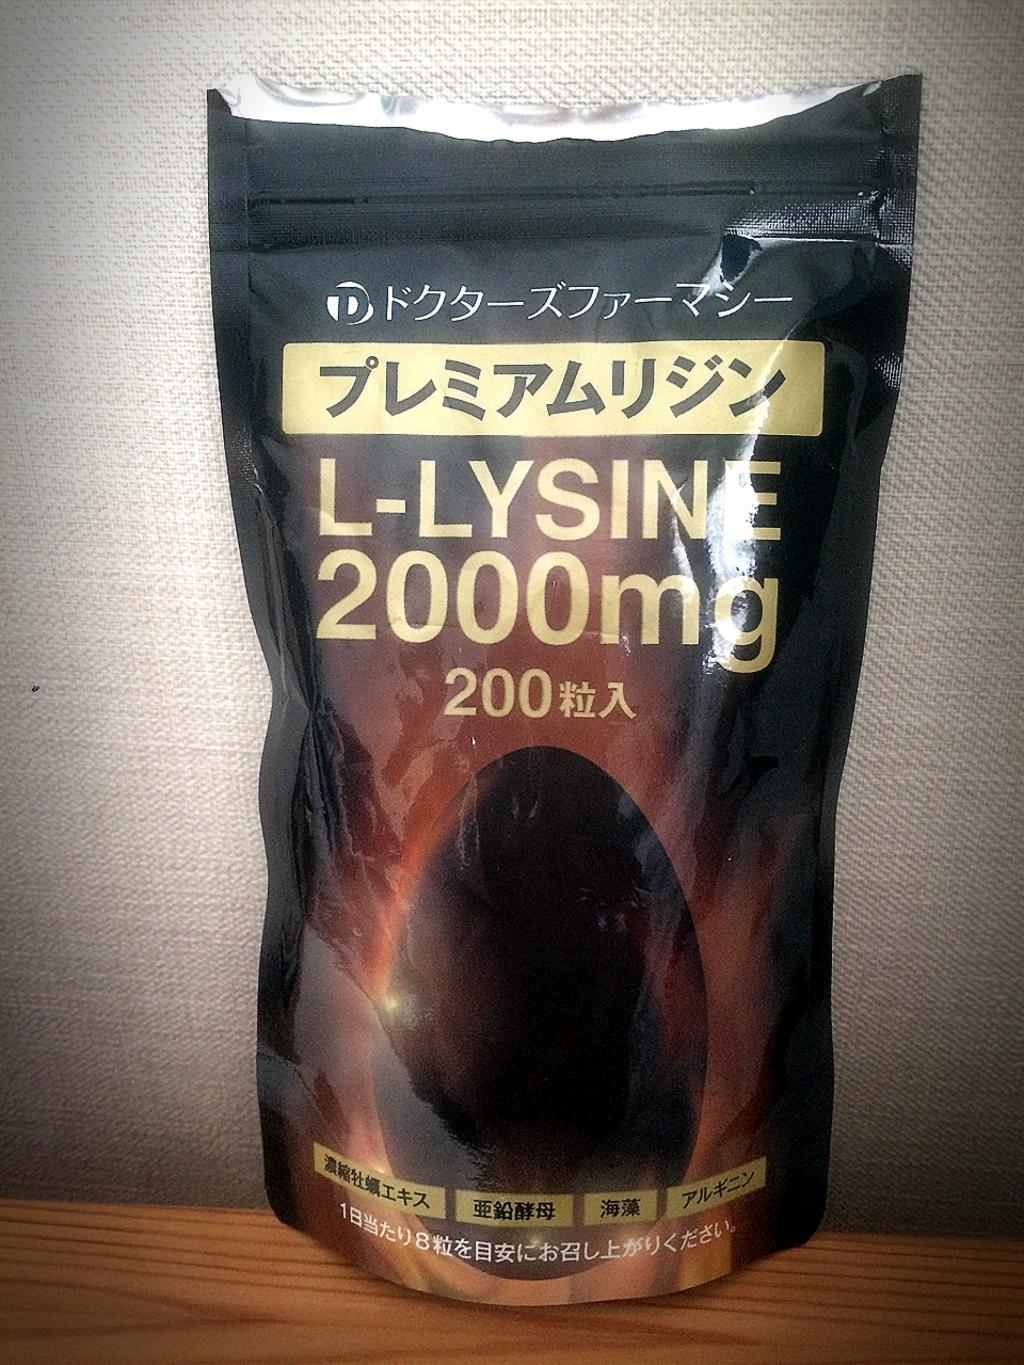 ドクターズファーマシー
プレミアムリジン
L-LYSINE
2000mg
200粒入
濃縮牡蠣エキス 亜鉛酵母 海藻 アルギニン
1日当たり8粒を目安にお召し上がりください。